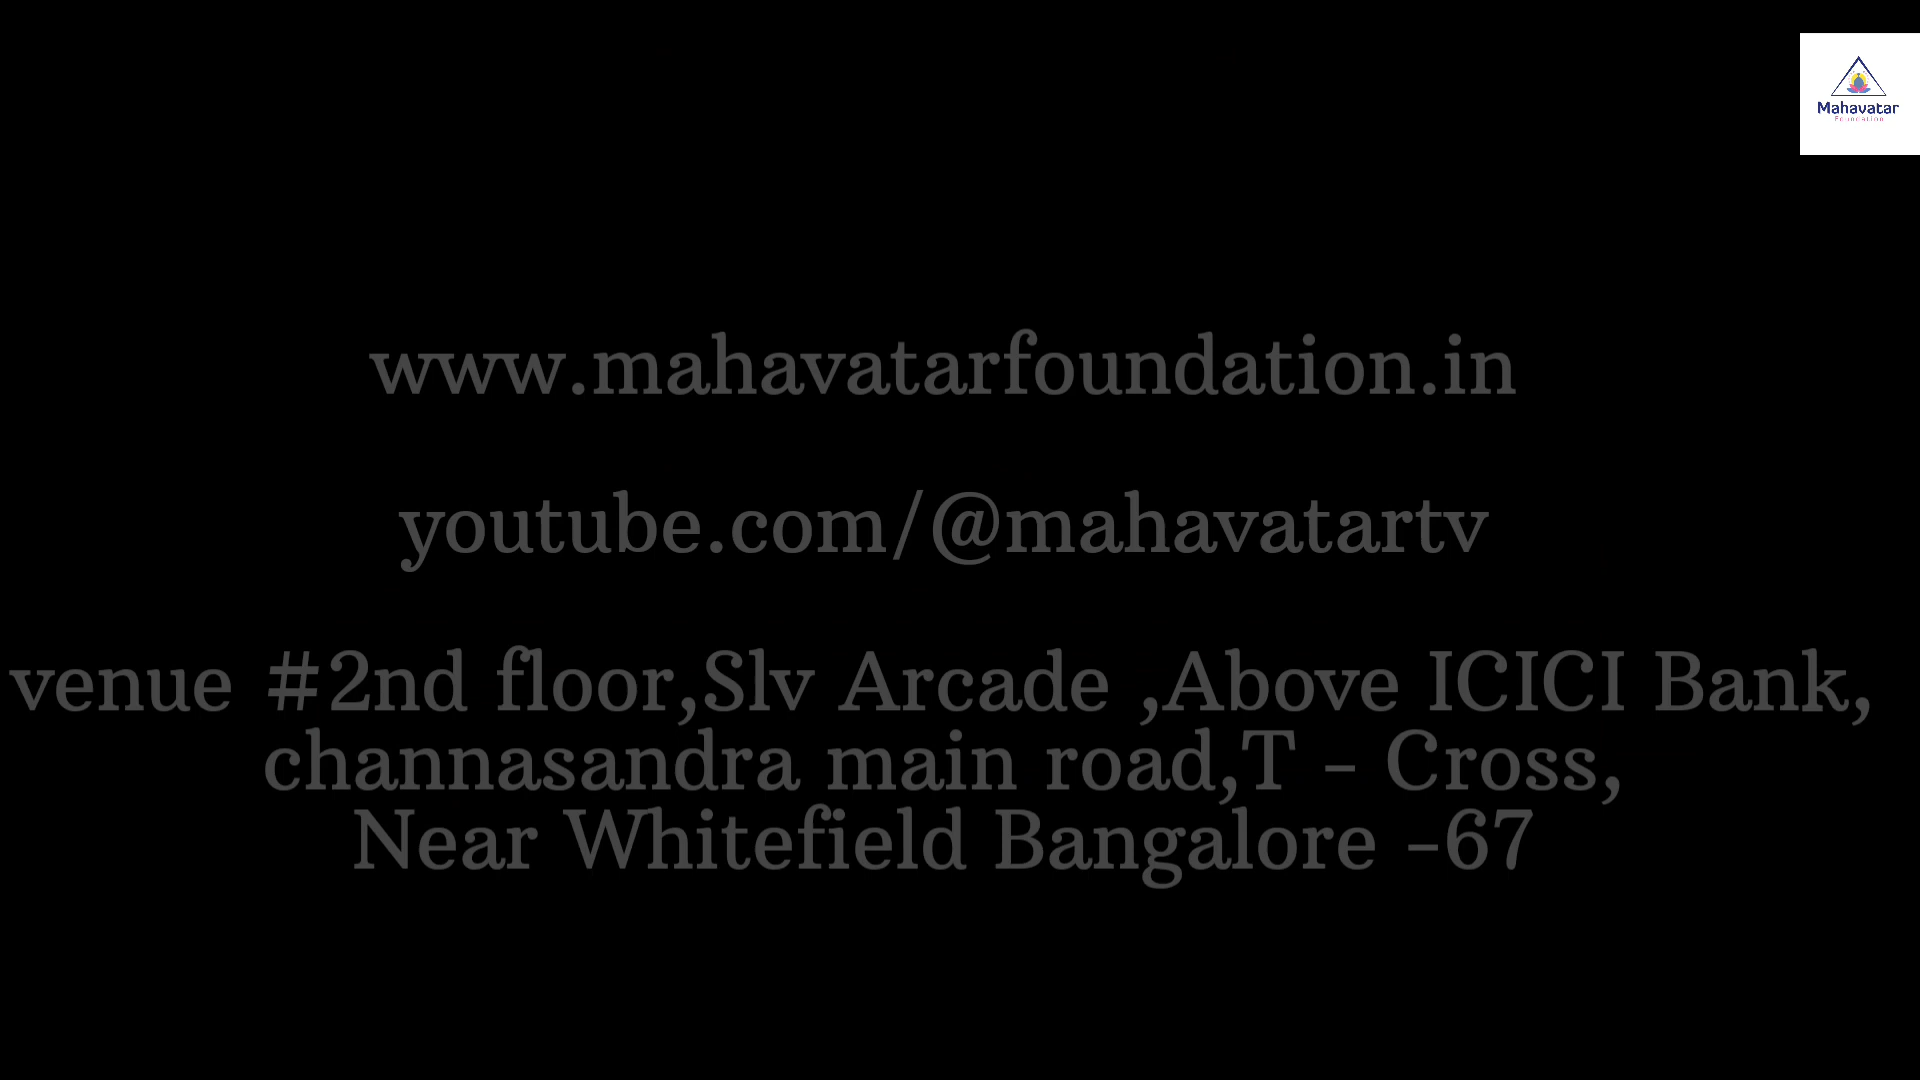 Mahavatar
Foundation
www.mahavatarfoundation.in
youtube.com/@mahavatartv
venue #2nd floor,Slv Arcade ,Above ICICI Bank,
channasandra main road,T - Cross,
Near Whitefield Bangalore -67